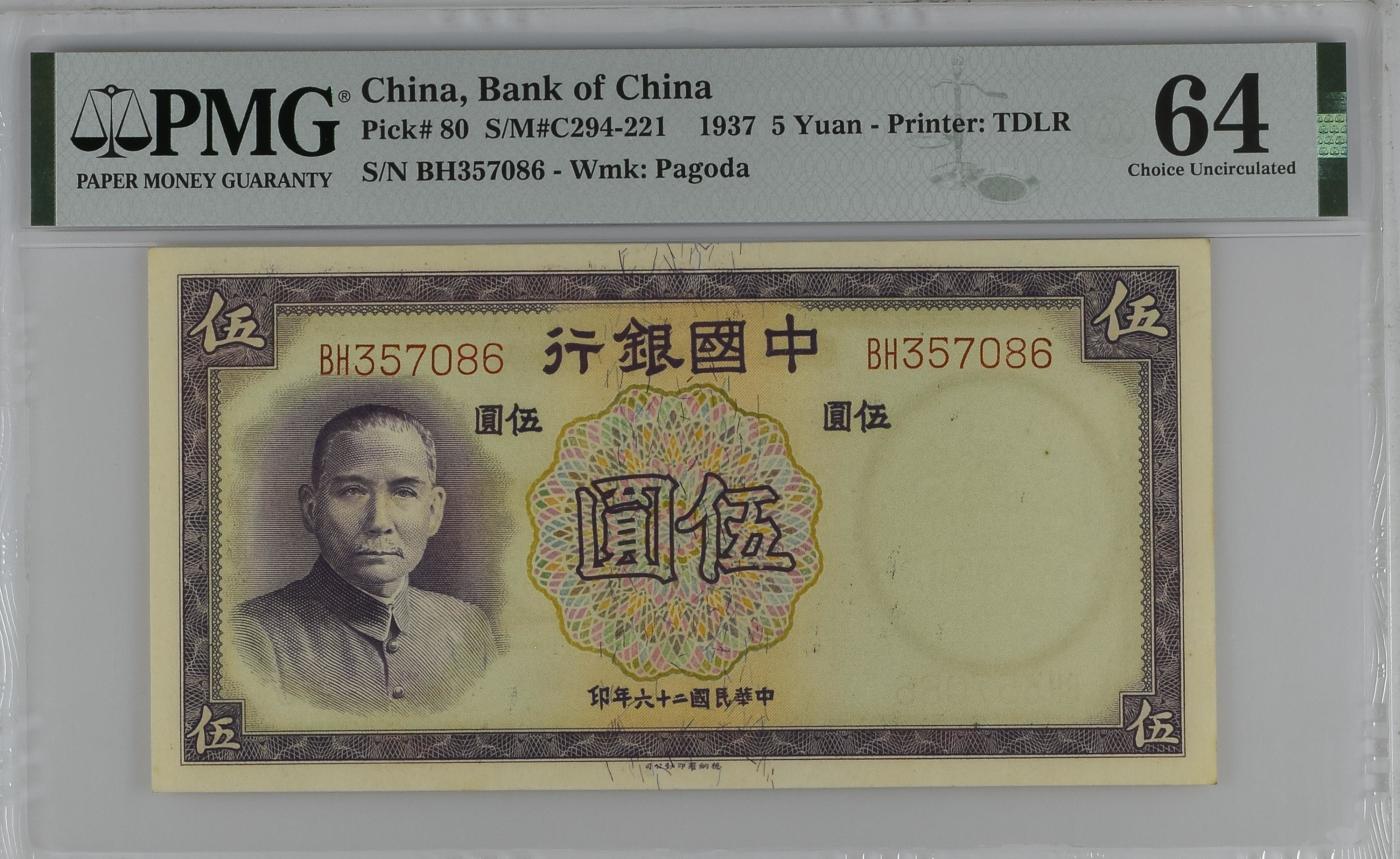 PMG®
PAPER MONEY GUARANTY
China, Bank of China
Pick# 80 S/M#C294-221 1937 5 Yuan - Printer: TDLR
S/N BH357086 - Wmk: Pagoda
64
Choice Uncirculated
伍
伍
BH357086
行銀國中
BH357086
圓伍
圓伍
圓伍
印年六十二國民華中
伍
伍